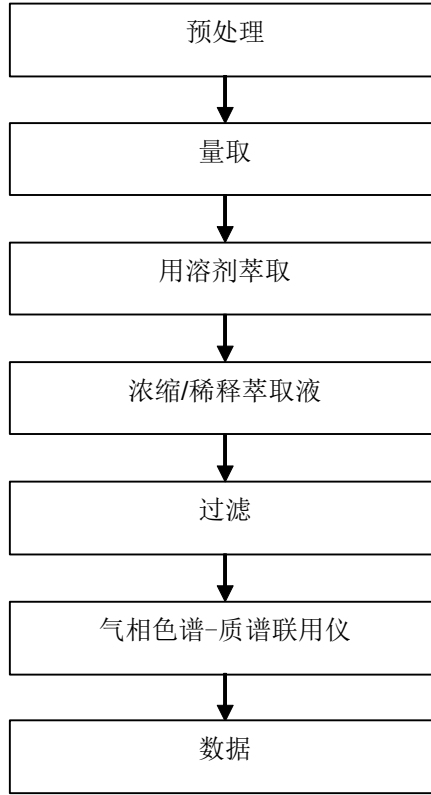 预处理
量取
用溶剂萃取
浓缩/稀释萃取液
过滤
气相色谱-质谱联用仪
数据